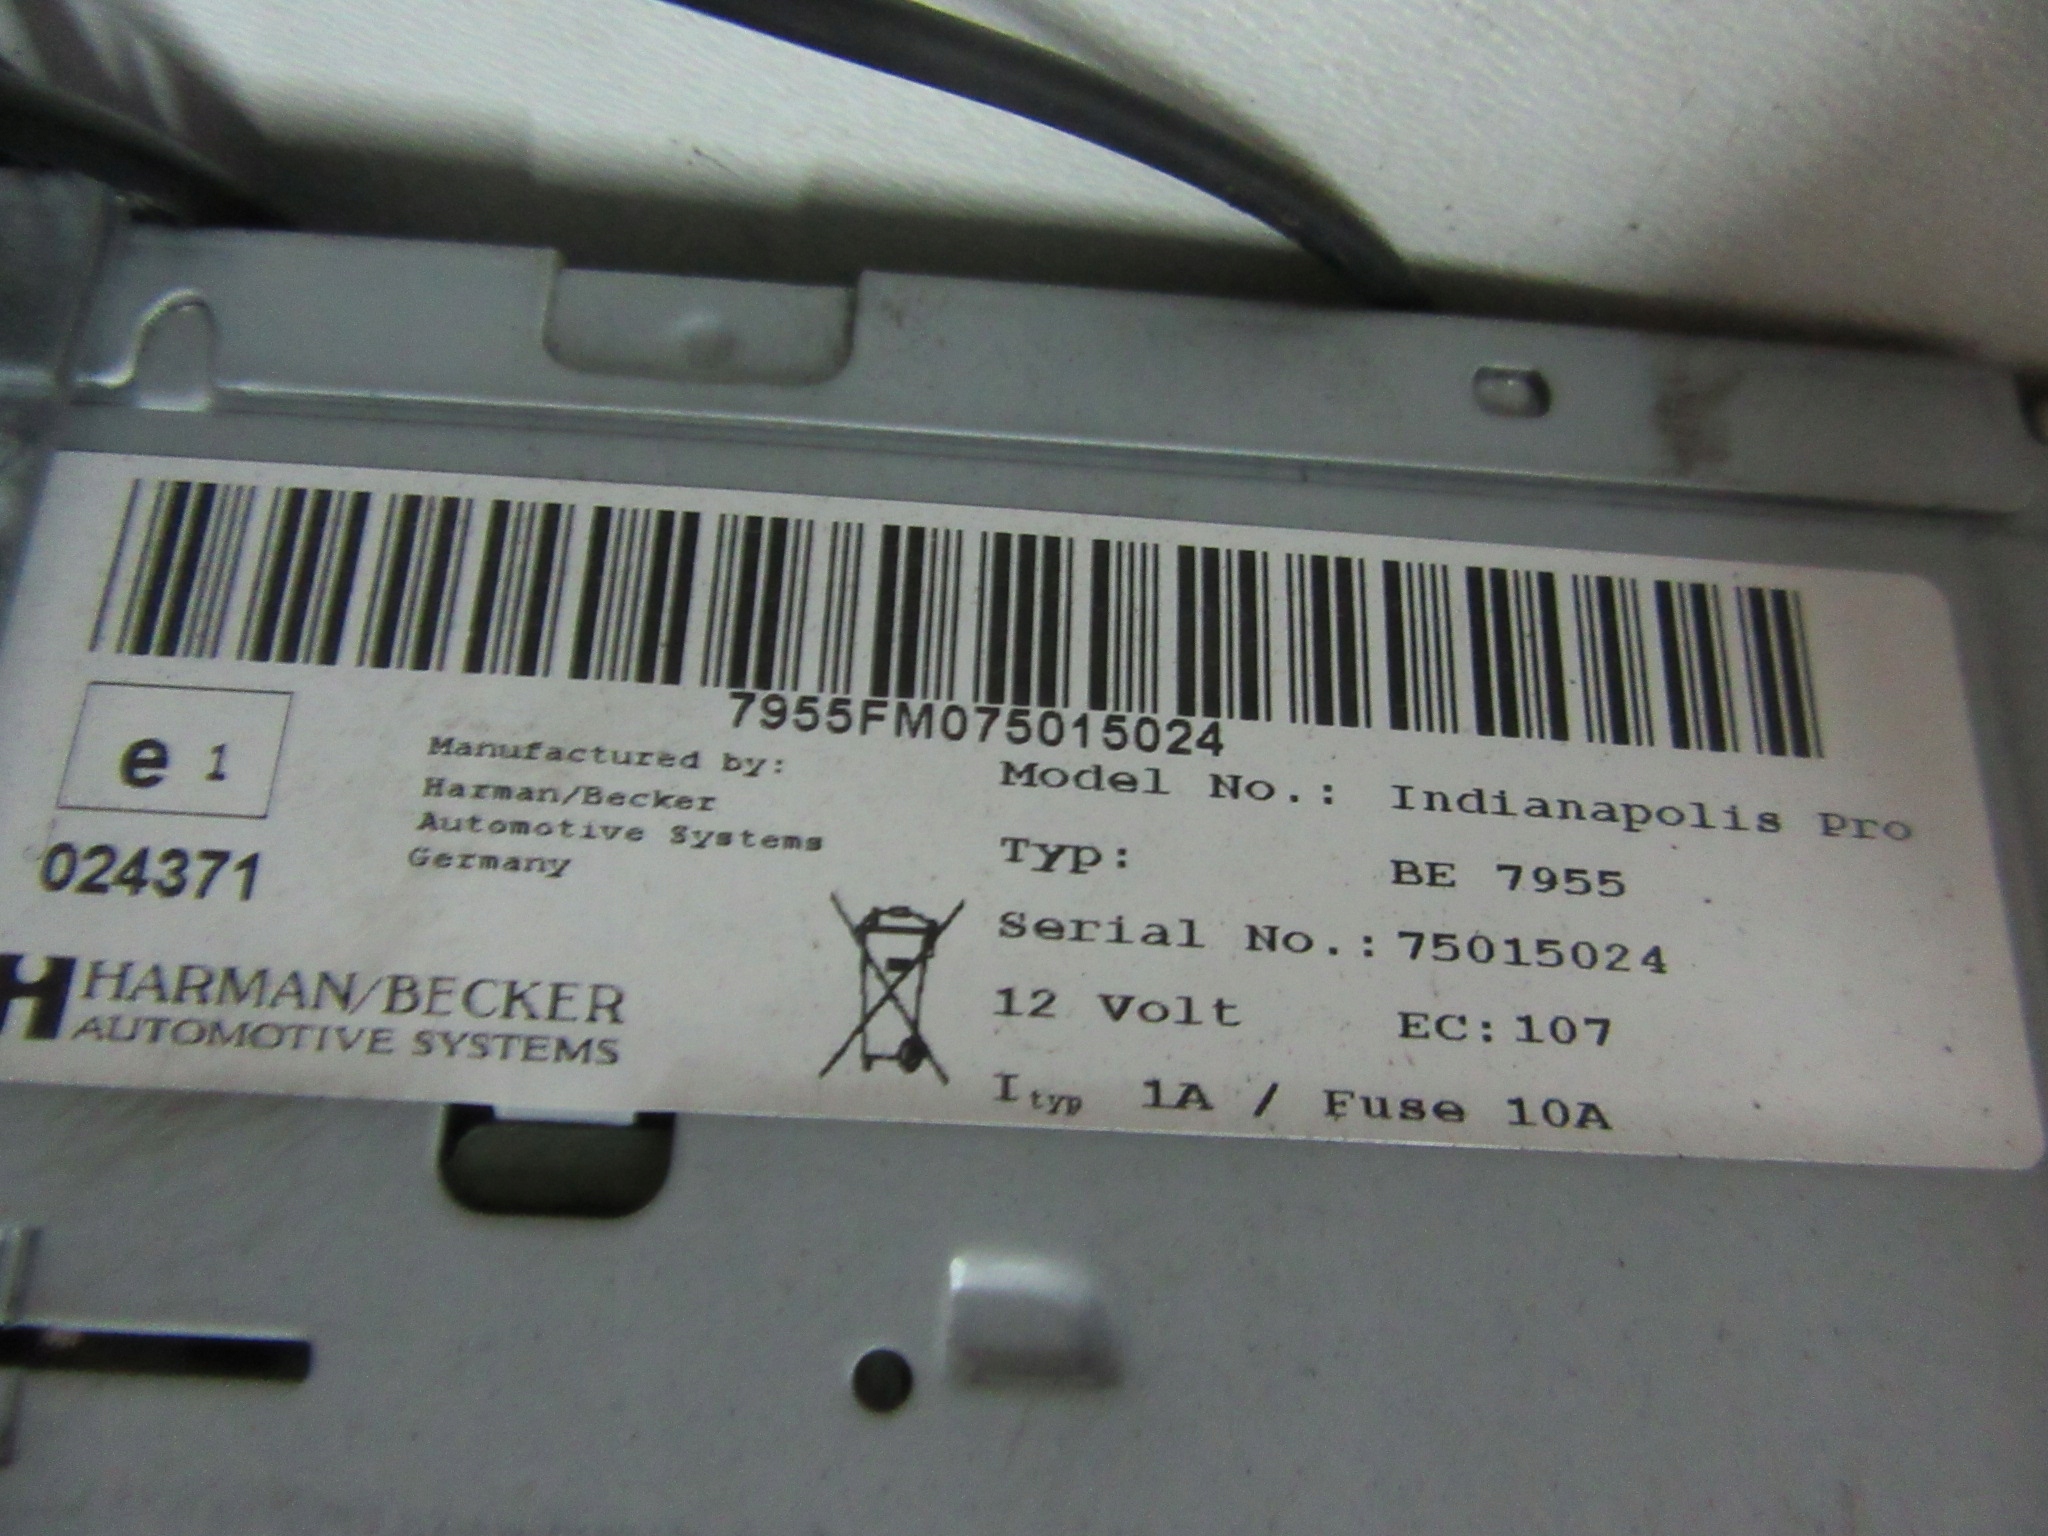 7955FM075015024
e 1
024371
Manufactured by:
Harman/Becker
Automotive Systems
Germany
HARMAN/BECKER
AUTOMOTIVE SYSTEMS
Model No.: Indianapolis Pro
Typ: BE 7955
Serial No.: 75015024
12 Volt EC: 107
Ityp 1A / Fuse 10A